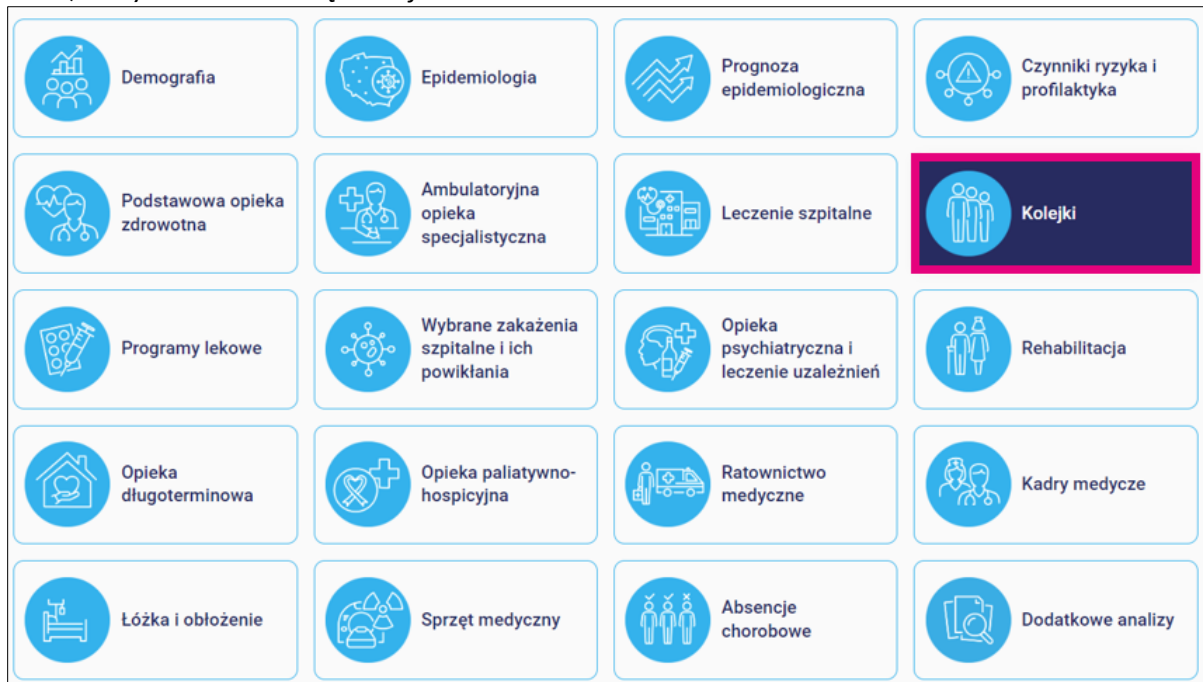 Demografia
Epidemiologia
Prognoza
epidemiologiczna
Czynniki ryzyka i
profilaktyka
Podstawowa opieka
zdrowotna
Ambulatoryjna
opieka
specjalistyczna
Leczenie szpitalne
Kolejki
Programy lekowe
Wybrane zakażenia
szpitalne i ich
powikłania
Opieka
psychiatryczna i
leczenie uzależnień
Rehabilitacja
Opieka
długoterminowa
Opieka paliatywno-
hospicyjna
Ratownictwo
medyczne
Kadry medycze
Łóżka i obłożenie
Sprzęt medyczny
Absencje
chorobowe
Dodatkowe analizy